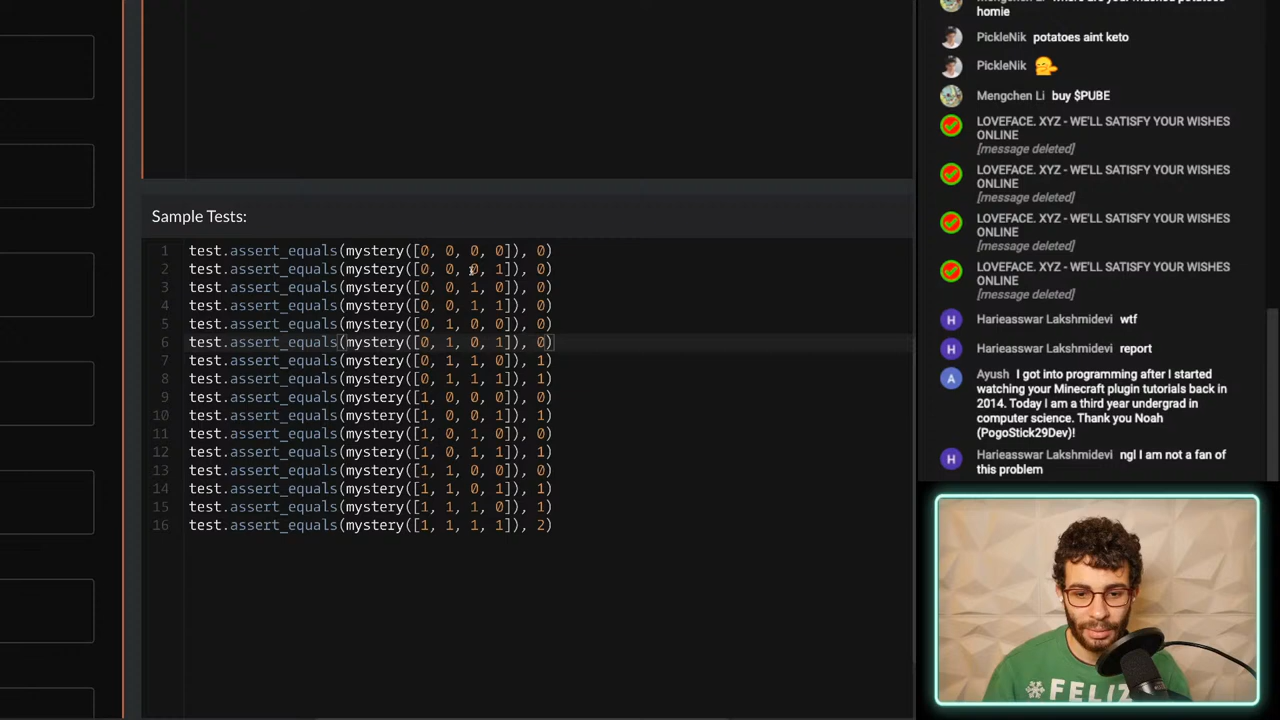 Sample Tests:
1 test.assert_equals(mystery([0, 0, 0, 0]), 0)
2 test.assert_equals(mystery([0, 0, 0, 1]), 0)
3 test.assert_equals(mystery([0, 0, 1, 0]), 0)
4 test.assert_equals(mystery([0, 0, 1, 1]), 0)
5 test.assert_equals(mystery([0, 1, 0, 0]), 0)
6 test.assert_equals(mystery([0, 1, 0, 1]), 0)
7 test.assert_equals(mystery([0, 1, 1, 0]), 1)
8 test.assert_equals(mystery([0, 1, 1, 1]), 1)
9 test.assert_equals(mystery([1, 0, 0, 0]), 0)
10 test.assert_equals(mystery([1, 0, 0, 1]), 1)
11 test.assert_equals(mystery([1, 0, 1, 0]), 0)
12 test.assert_equals(mystery([1, 0, 1, 1]), 1)
13 test.assert_equals(mystery([1, 1, 0, 0]), 0)
14 test.assert_equals(mystery([1, 1, 0, 1]), 1)
15 test.assert_equals(mystery([1, 1, 1, 0]), 1)
16 test.assert_equals(mystery([1, 1, 1, 1]), 2)
homie
PickleNik potatoes aint keto
PickleNik
Mengchen Li buy $PUBE
LOVEFACE. XYZ - WE'LL SATISFY YOUR WISHES
ONLINE
[message deleted]
LOVEFACE. XYZ - WE'LL SATISFY YOUR WISHES
ONLINE
[message deleted]
LOVEFACE. XYZ - WE'LL SATISFY YOUR WISHES
ONLINE
[message deleted]
LOVEFACE. XYZ - WE'LL SATISFY YOUR WISHES
ONLINE
[message deleted]
H Harieasswar Lakshmidevi wtf
H Harieasswar Lakshmidevi report
A Ayush I got into programming after I started
watching your Minecraft plugin tutorials back in
2014. Today I am a third year undergrad in
computer science. Thank you Noah
(PogoStick29Dev)!
H Harieasswar Lakshmidevi ngl I am not a fan of
this problem
FELIZ